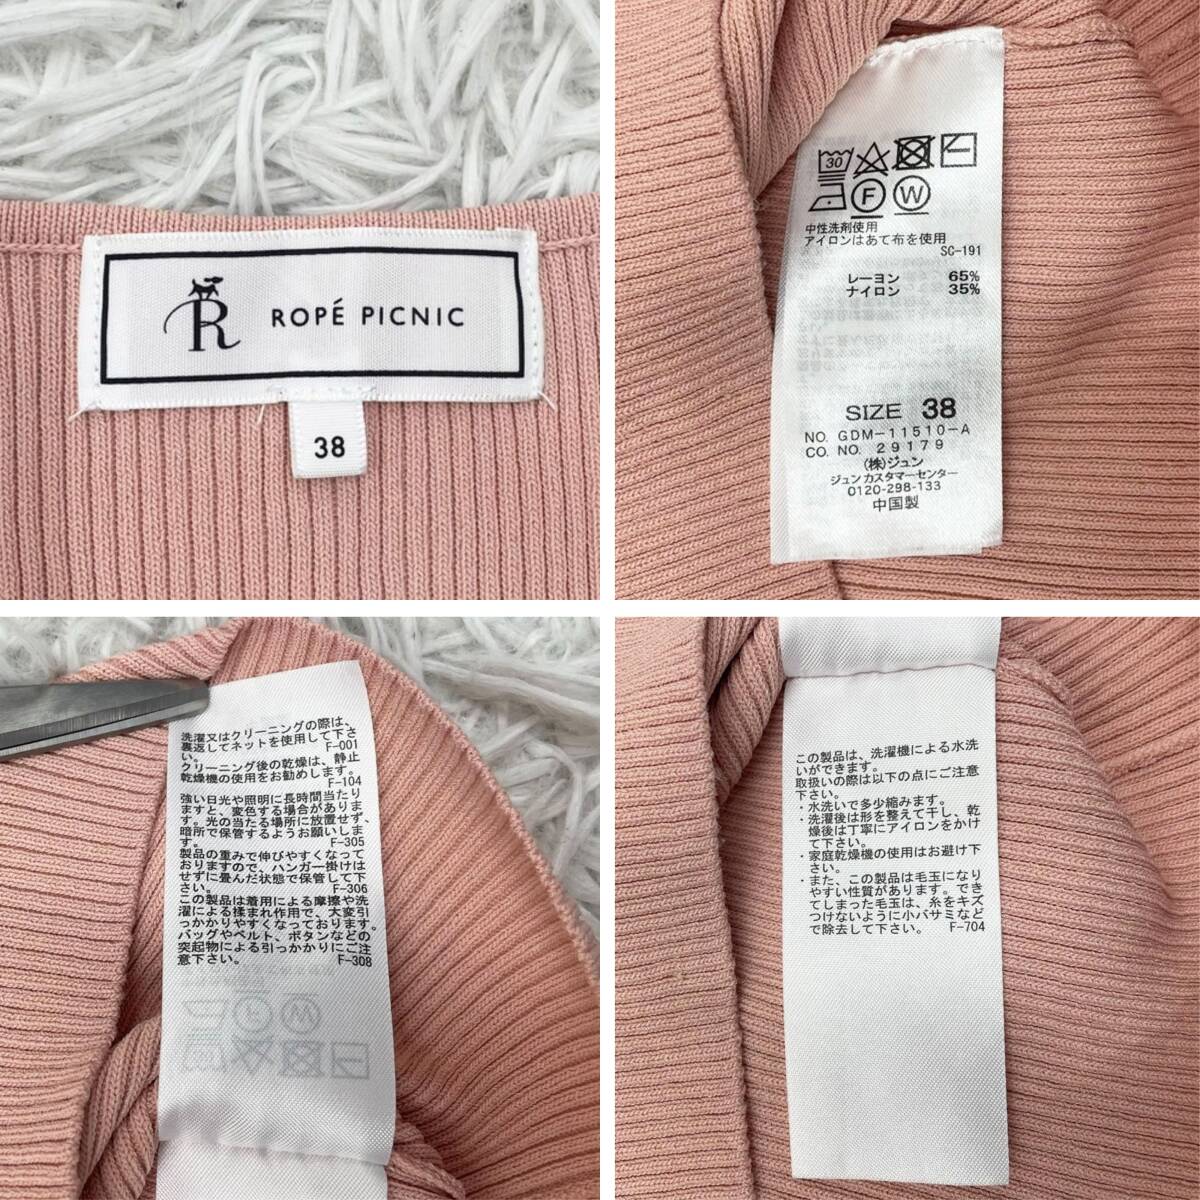 R ROPÉ PICNIC
38
30
F W
中性洗剤使用
アイロンはあて布を使用
SC-191
レーヨン 65%
ナイロン 35%
SIZE 38
NO. GDM-11510-A
CO. NO. 29179
(株)ジュン
ジュンカスタマーセンター
0120-298-133
中国製
洗濯又はクリーニングの際は、
裏返してネットを使用して下さ
い。 F-001
クリーニング後の乾燥は、静止
乾燥機の使用をお勧めします。
F-104
強い日光や照明に長時間当たり
ますと、変色する場合がありま
す。光の当たる場所に放置せず、
暗所で保管するようお願いしま
す。 F-305
製品の重みで伸びやすくなって
おりますので、ハンガー掛けは
せずに畳んだ状態で保管して下
さい。 F-306
この製品は着用による摩擦や洗
濯による揉まれ作用で、大変引
っかかりやすくなっております。
バッグやベルト、ボタンなどの
突起物による引っかかりにご注
意下さい。 F-308
この製品は、洗濯機による水洗
いができます。
取扱いの際は以下の点にご注意
下さい。
・水洗いで多少縮みます。
・洗濯後は形を整えて干し、乾
燥後は丁寧にアイロンをかけ
て下さい。
・家庭乾燥機の使用はお避け下
さい。
・また、この製品は毛玉になり
やすい性質があります。でき
てしまった毛玉は、糸をキズ
つけないように小バサミなど
で除去して下さい。 F-704